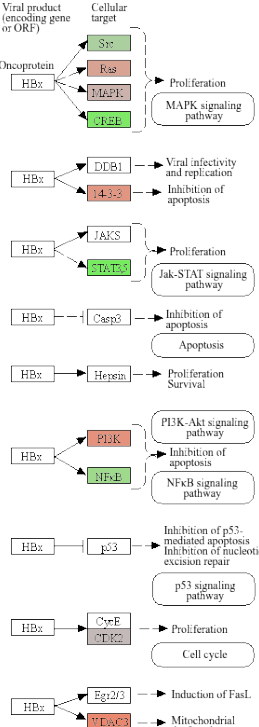 Viral product
(encoding gene
or ORF)
Cellular
target
Oncoprotein
HBx
Src
Ras
MAPK
CREB
Proliferation
MAPK signaling
pathway
HBx
DDB1
14-3-3
Viral infectivity
and replication
Inhibition of
apoptosis
HBx
JAKS
STAT3,5
Proliferation
Jak-STAT signaling
pathway
HBx
Casp3
Inhibition of
apoptosis
Apoptosis
HBx
Hepsin
Proliferation
Survival
HBx
PI3K
NFκB
PI3K-Akt signaling
pathway
Inhibition of
apoptosis
NFκB signaling
pathway
HBx
p53
Inhibition of p53-
mediated apoptosis
Inhibition of nucleoti
excision repair
p53 signaling
pathway
HBx
CycE
CDK2
Proliferation
Cell cycle
HBx
Egr2/3
VDAC3
Induction of FasL
Mitochondrial